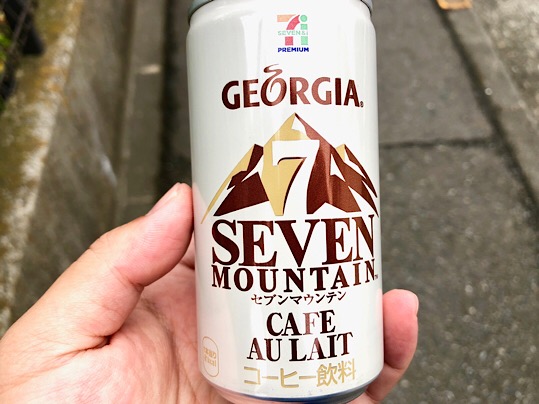 7
SEVEN & i
PREMIUM
GEORGIA®
7
SEVEN
MOUNTAIN™
セブンマウンテン
CAFE
AU LAIT
コーヒー飲料